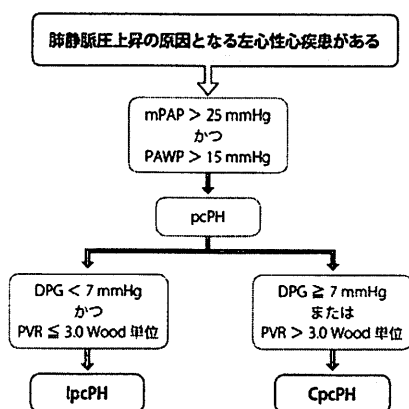 肺静脈圧上昇の原因となる左心性心疾患がある
mPAP > 25 mmHg
かつ
PAWP > 15 mmHg
pcPH
DPG < 7 mmHg
かつ
PVR ≦ 3.0 Wood 単位
DPG ≧ 7 mmHg
または
PVR > 3.0 Wood 単位
IpcPH
CpcPH